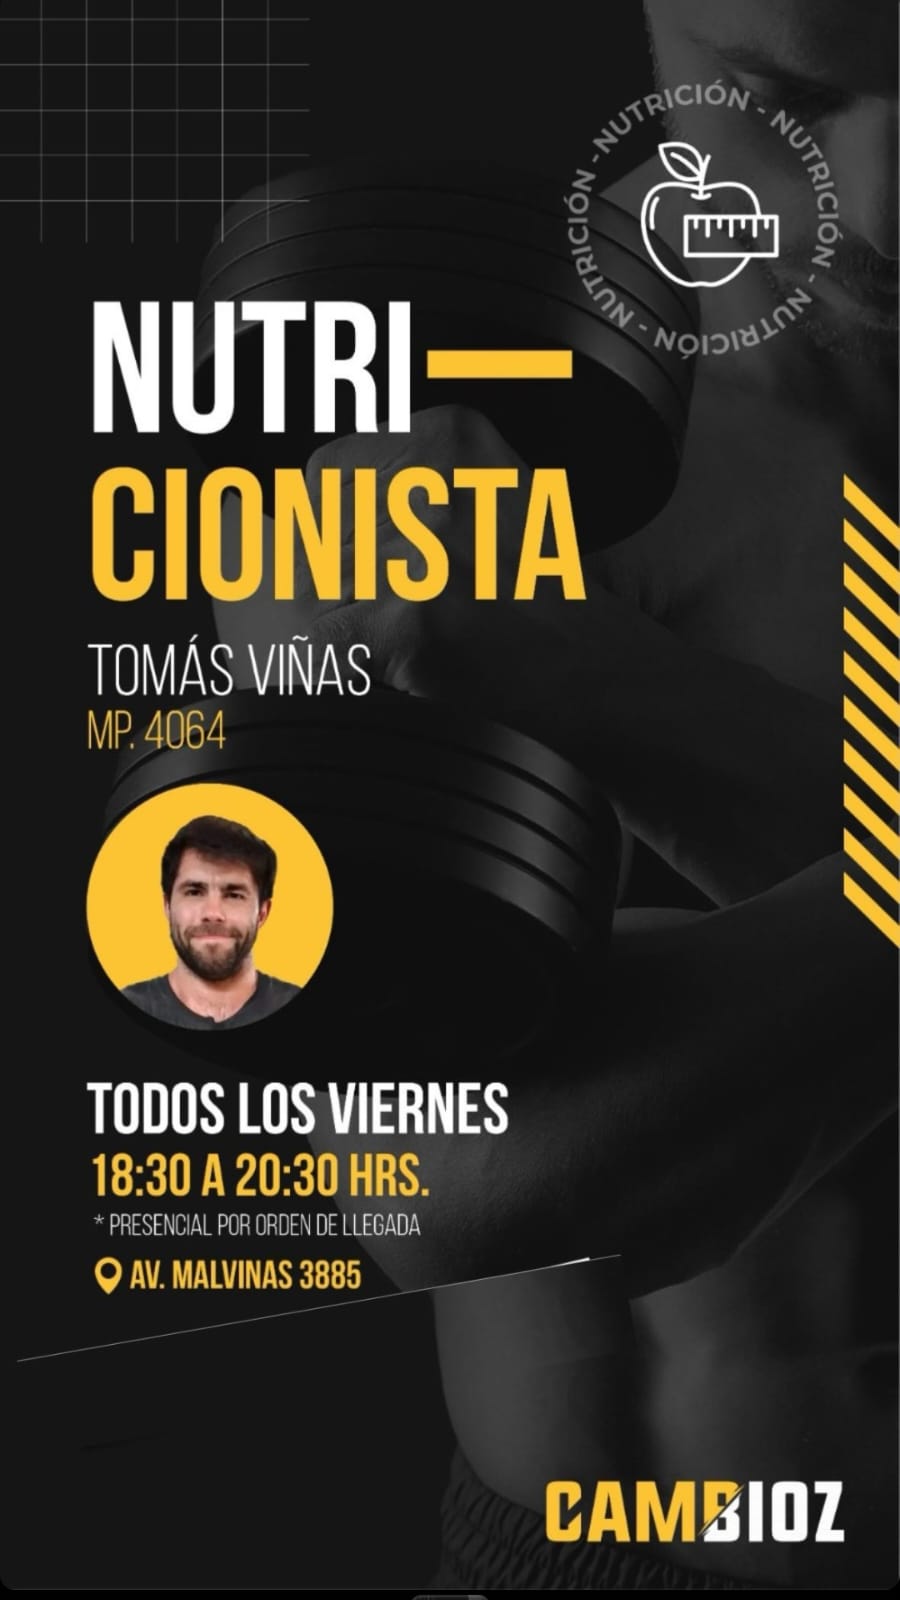 NUTRICIÓN - NUTRICIÓN - NUTRICIÓN - NUTRICIÓN - NUTRICIÓN -
NUTRI
CIONISTA
TOMÁS VIÑAS
MP. 4064
TODOS LOS VIERNES
18:30 A 20:30 HRS.
* PRESENCIAL POR ORDEN DE LLEGADA
AV. MALVINAS 3885
CAMBIOZ